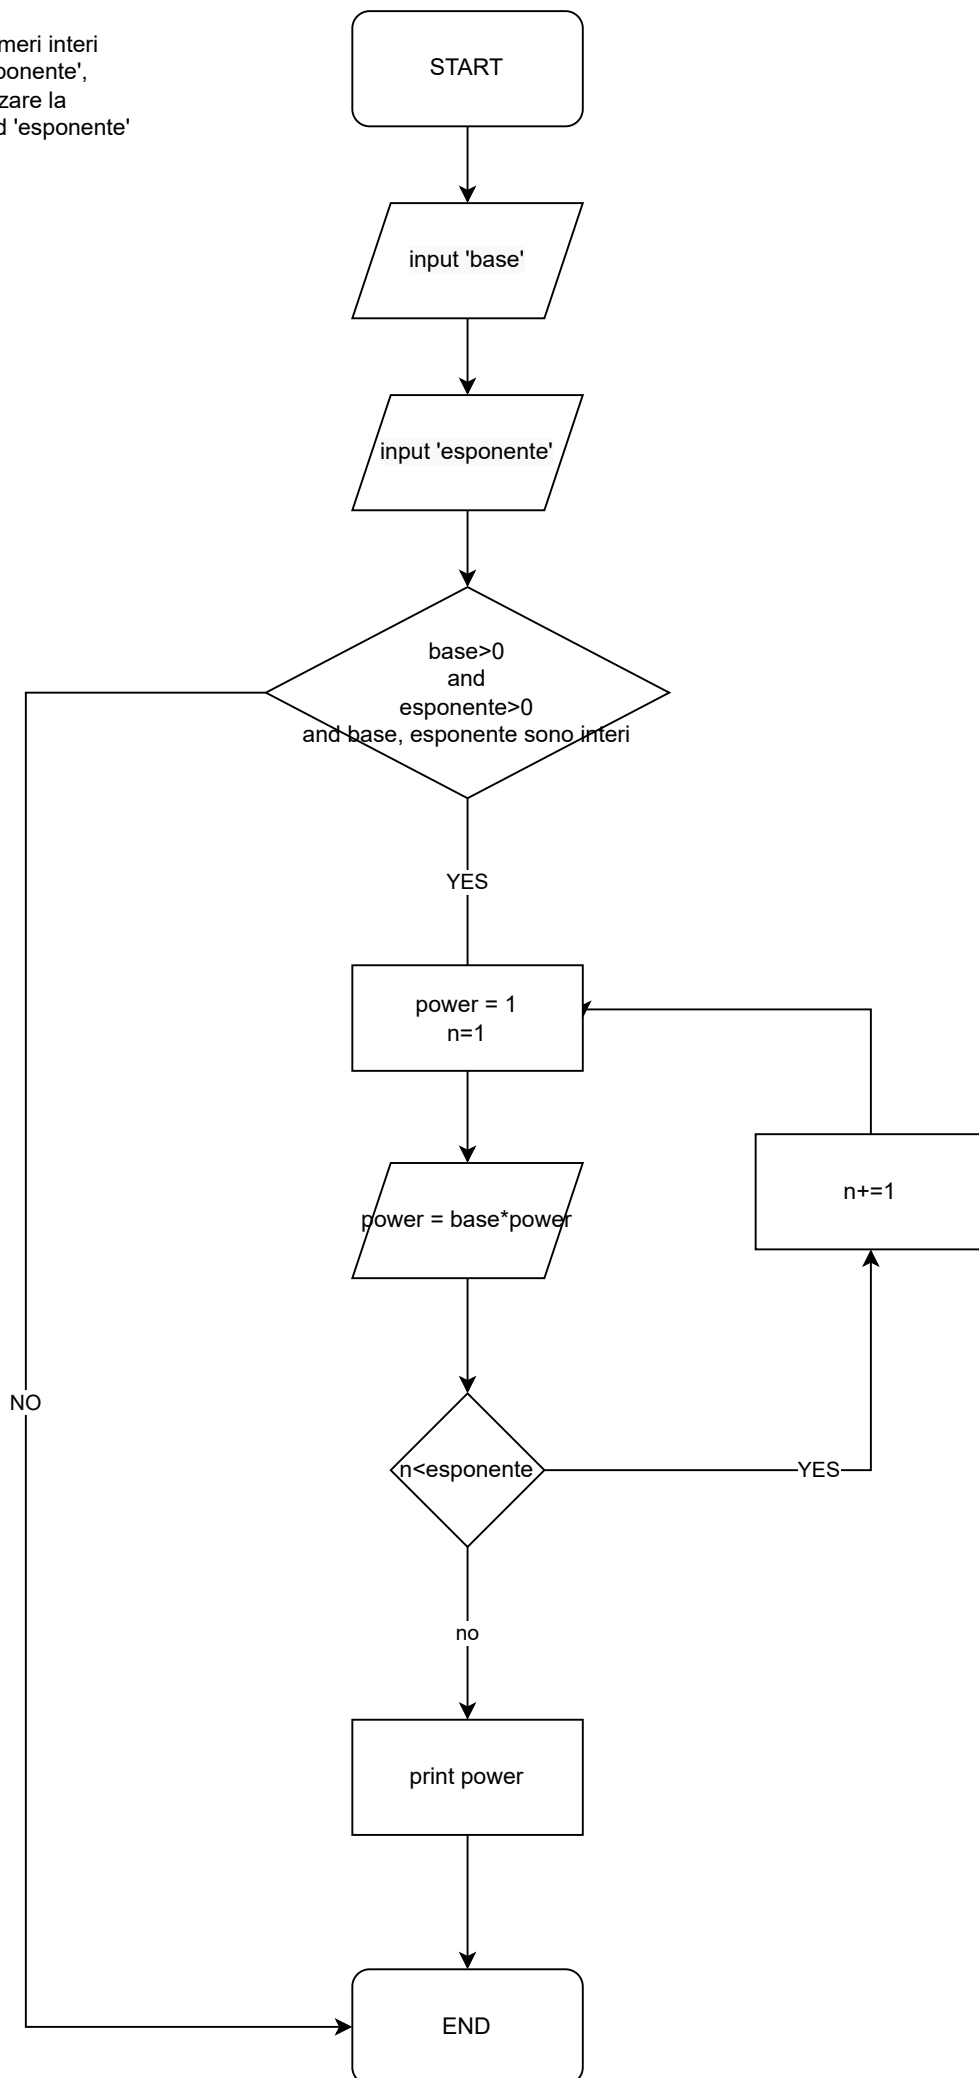 meri interi
ponente',
zare la
d 'esponente'
START
input 'base'
input 'esponente'
base>0
and
esponente>0
and base, esponente sono interi
YES
power = 1
n=1
n+=1
power = base*power
NO
n<esponente
YES
no
print power
END